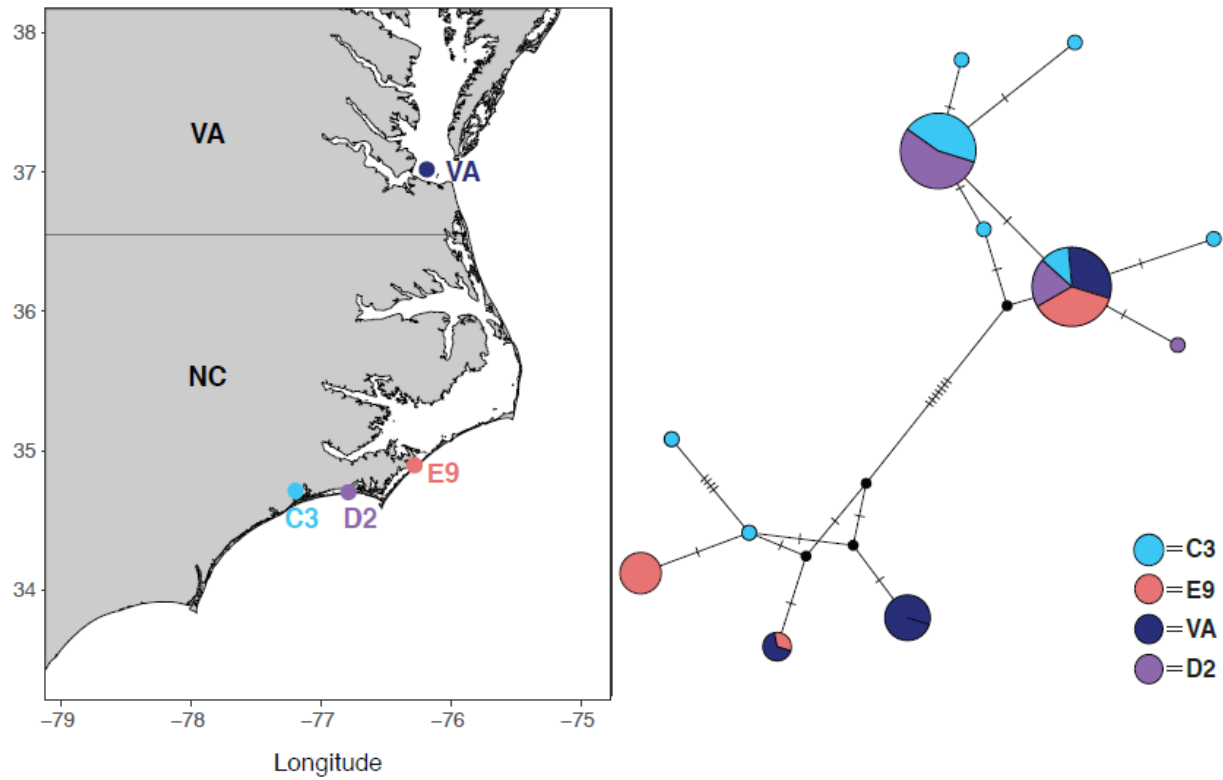 38
37
36
35
34
VA
VA
NC
E9
C3
D2
−79
−78
−77
−76
−75
Longitude
=C3
=E9
=VA
=D2